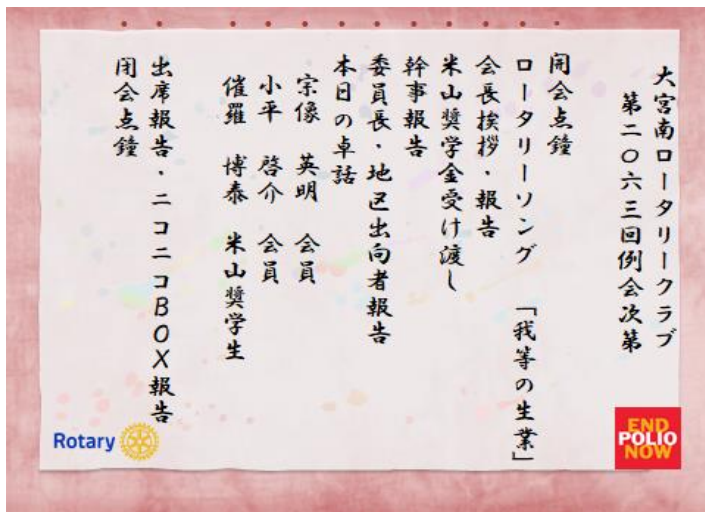 大宮南ロータリークラブ
第二〇六三回例会次第
開会点鐘
ロータリーソング 「我等の生業」
会長挨拶・報告
米山奨学金受け渡し
幹事報告
委員長・地区出向者報告
本日の卓話
宗像 英明 会員
小平 啓介 会員
催羅 博泰 米山奨学生
出席報告・ニコニコBOX報告
閉会点鐘
Rotary
END
POLIO
NOW